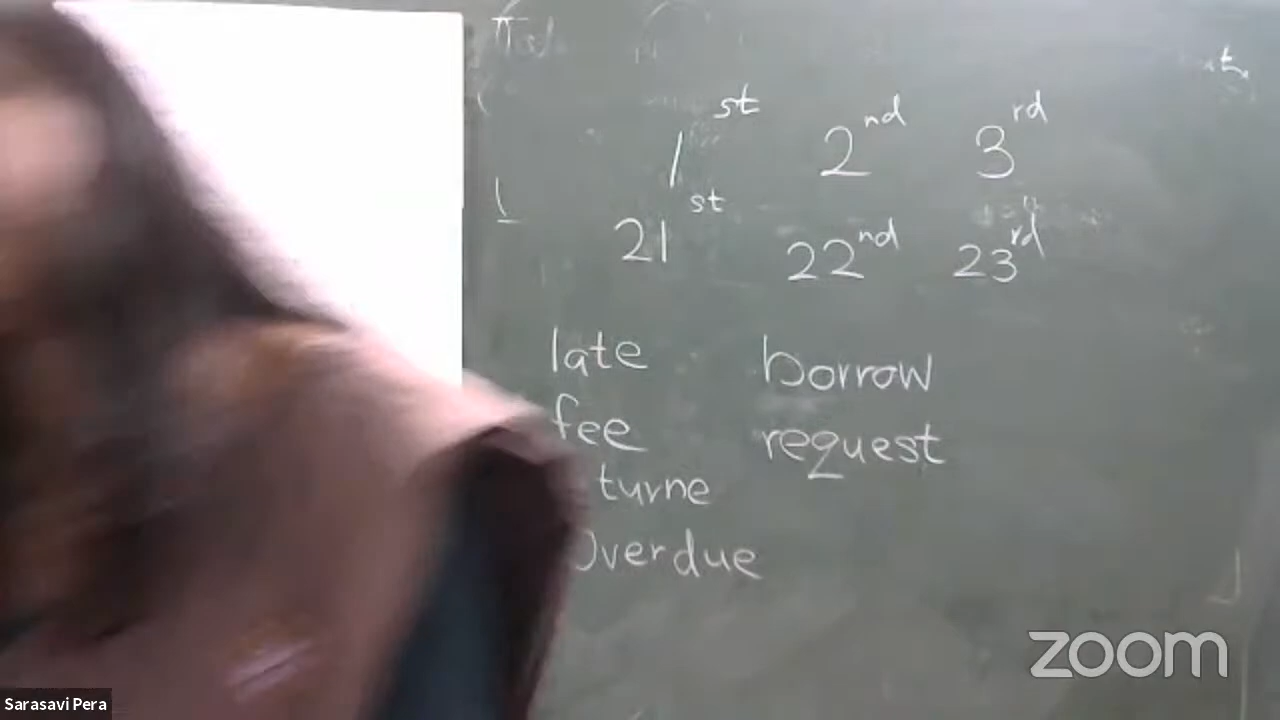 1st 2nd 3rd
21st 22nd 23rd
late borrow
fee request
turne
overdue
zoom
Sarasavi Pera